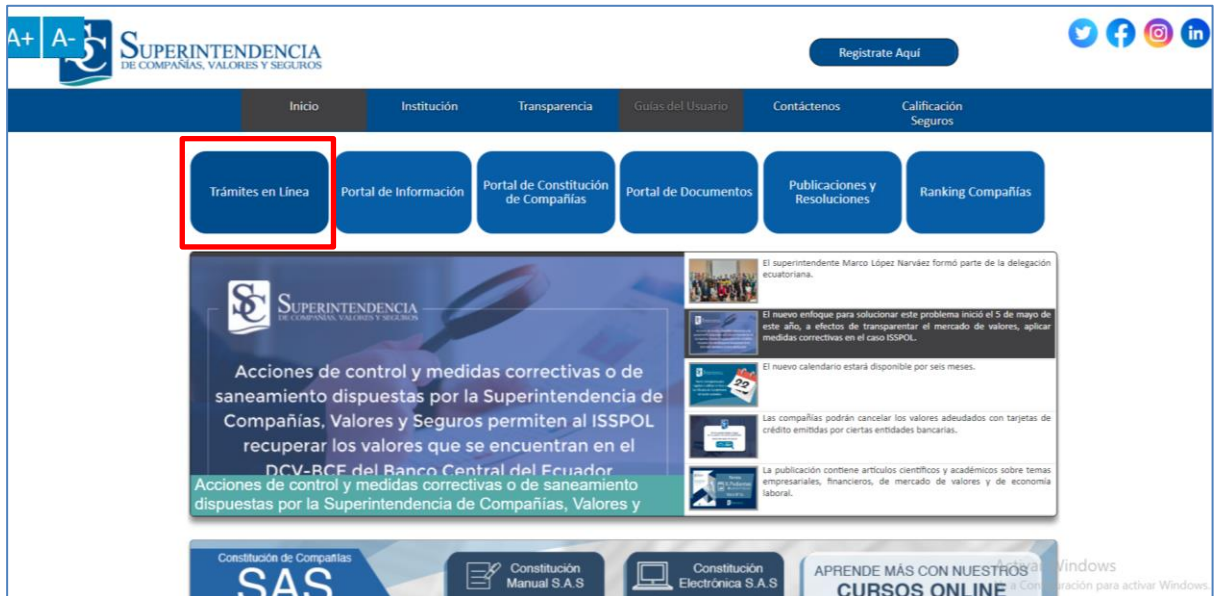 A+ A-
SUPERINTENDENCIA
DE COMPAÑÍAS, VALORES Y SEGUROS
Registrate Aquí
Inicio
Institución
Transparencia
Guías del Usuario
Contáctenos
Calificación
Seguros
Trámites en Línea
Portal de Información
Portal de Constitución
de Compañías
Portal de Documentos
Publicaciones y
Resoluciones
Ranking Compañías
SUPERINTENDENCIA
DE COMPAÑÍAS, VALORES Y SEGUROS
Acciones de control y medidas correctivas o de
saneamiento dispuestas por la Superintendencia de
Compañías, Valores y Seguros permiten al ISSPOL
recuperar los valores que se encuentran en el
DCV-BCE del Banco Central del Ecuador
Acciones de control y medidas correctivas o de saneamiento
dispuestas por la Superintendencia de Compañías, Valores y
El superintendente Marco López Narváez formó parte de la delegación
ecuatoriana.
El nuevo enfoque para solucionar este problema inició el 5 de mayo de
este año, a efectos de transparentar el mercado de valores, aplicar
medidas correctivas en el caso ISSPOL.
El nuevo calendario estará disponible por seis meses.
Las compañías podrán cancelar los valores adeudados con tarjetas de
crédito emitidas por ciertas entidades bancarias.
La publicación contiene artículos científicos y académicos sobre temas
empresariales, financieros, de mercado de valores y de economía
laboral.
Constitución de Compañías
SAS
Constitución
Manual S.A.S
Constitución
Electrónica S.A.S
APRENDE MÁS CON NUESTROS
CURSOS ONLINE
Windows
para activar Windows.